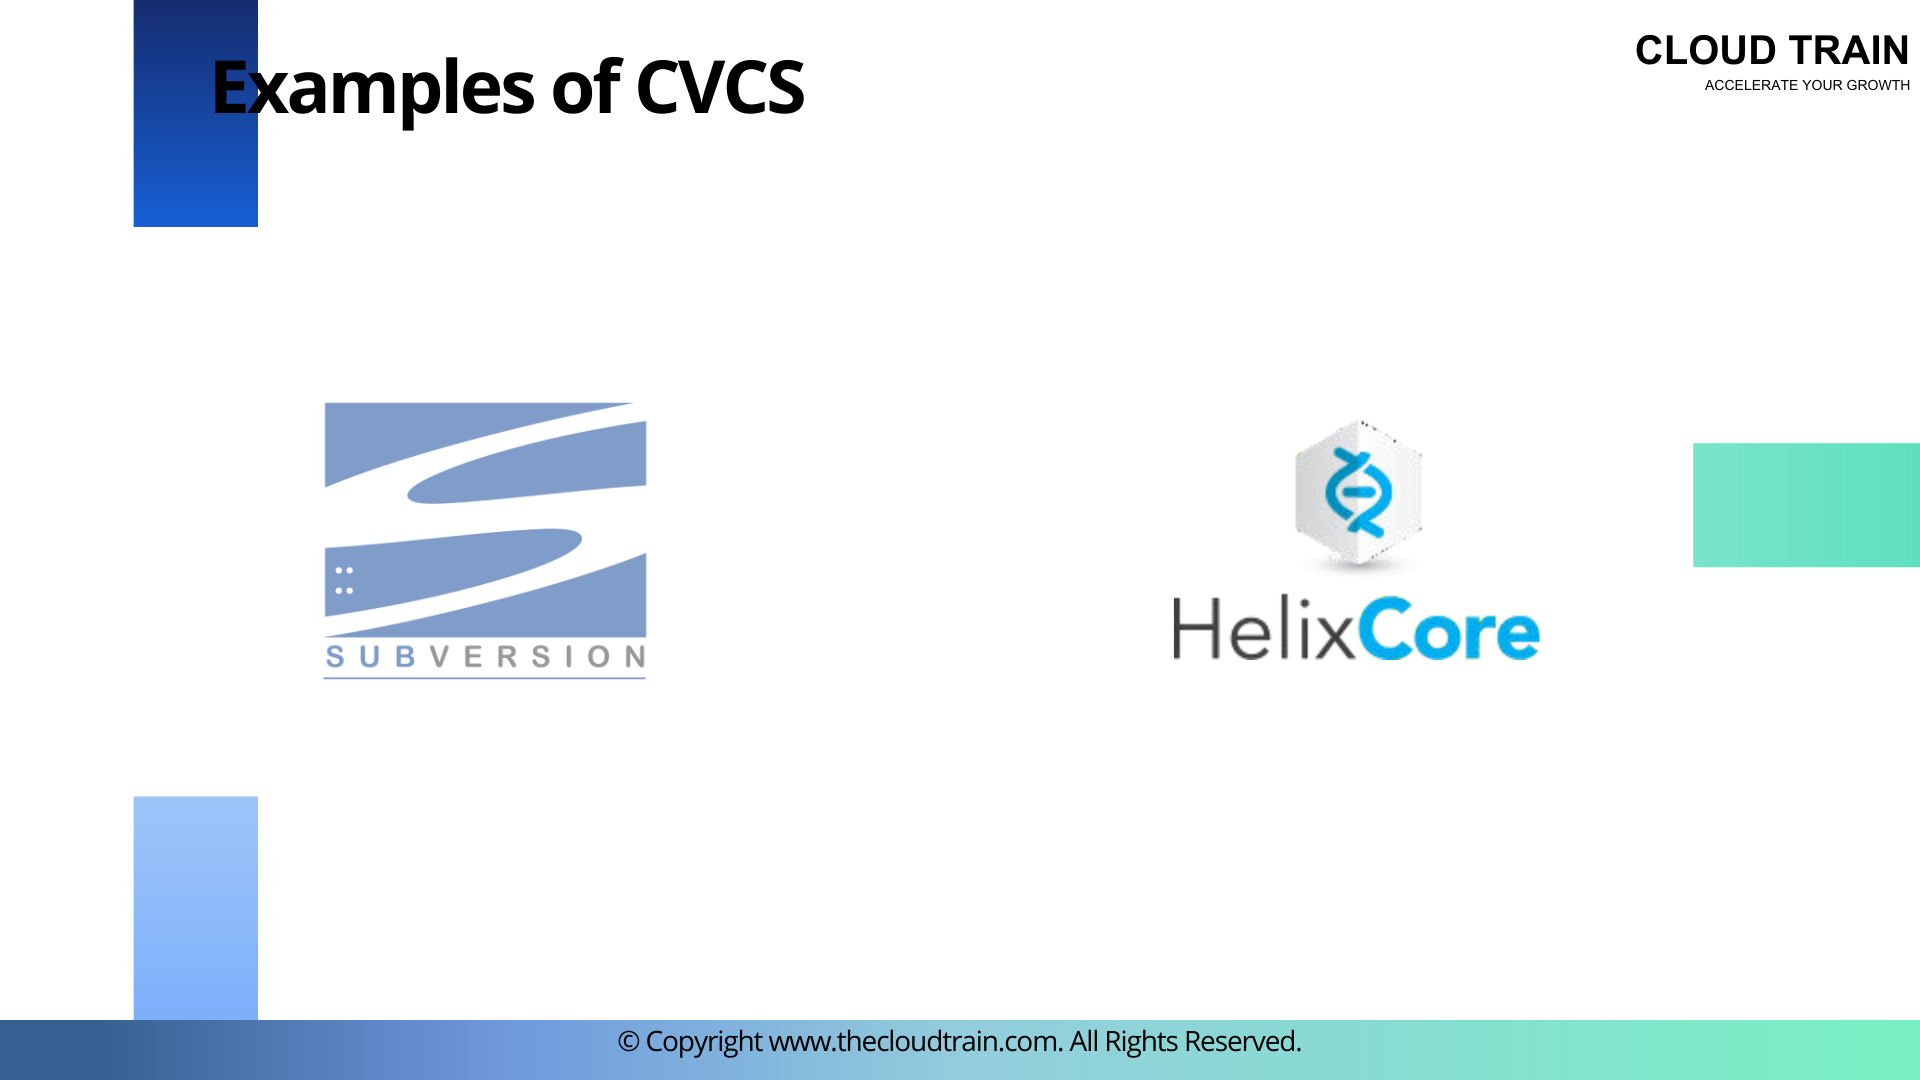 Examples of CVCS
CLOUD TRAIN
ACCELERATE YOUR GROWTH
SUBVERSION
HelixCore
© Copyright www.thecloudtrain.com. All Rights Reserved.